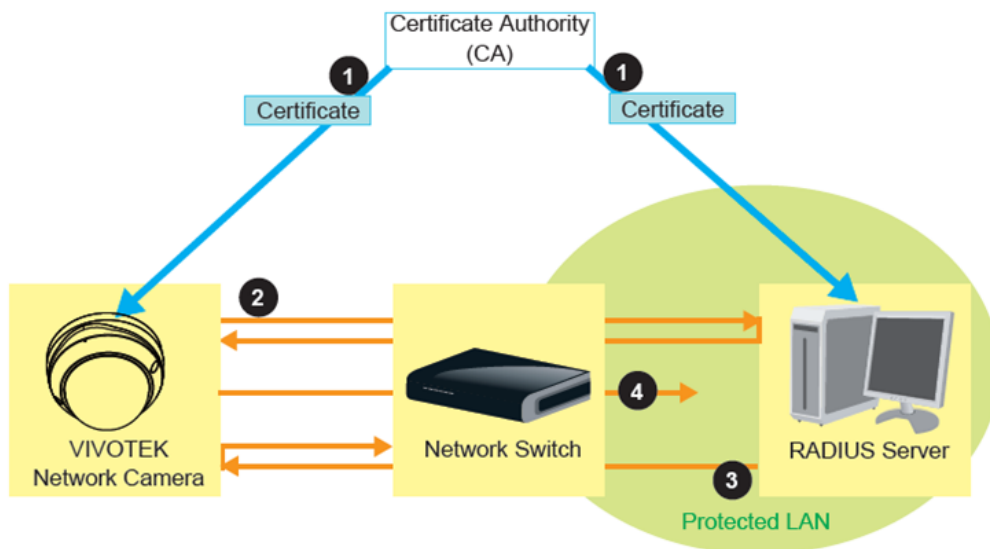 Certificate Authority
(CA)
1
1
Certificate
Certificate
2
4
VIVOTEK
Network Camera
Network Switch
RADIUS Server
3
Protected LAN